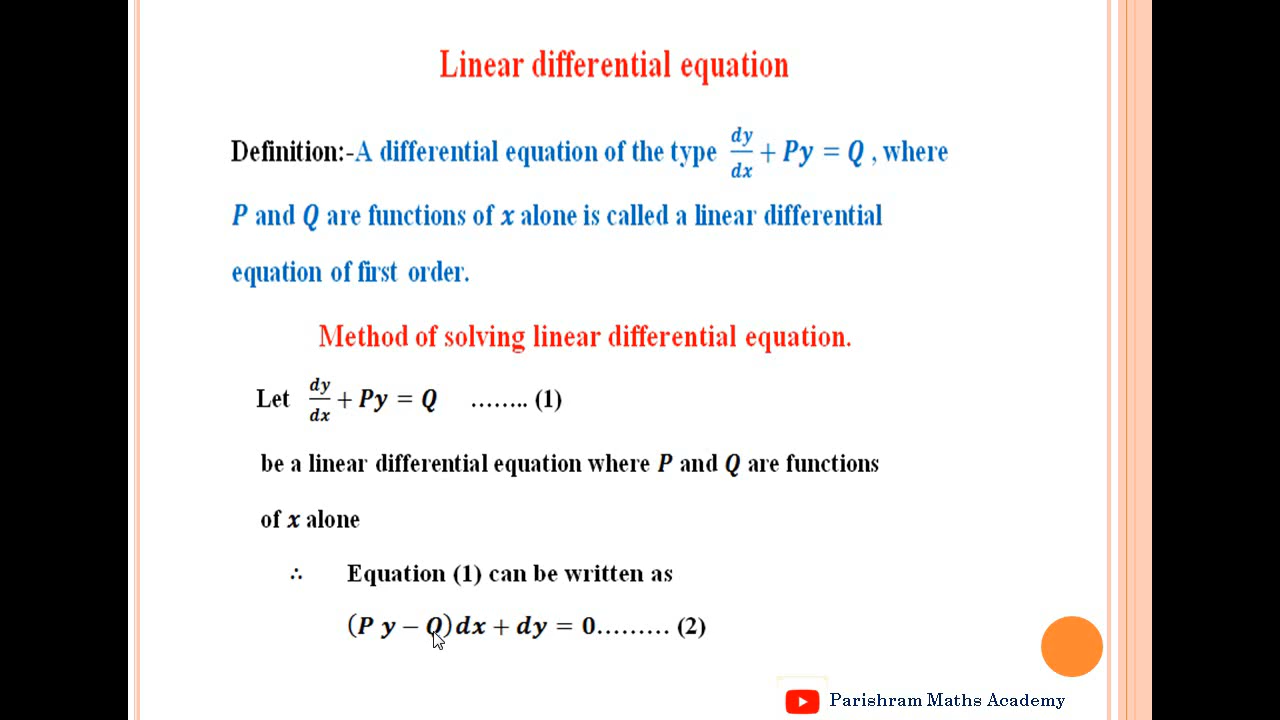 Linear differential equation
Definition:-A differential equation of the type dy/dx + Py = Q , where
P and Q are functions of x alone is called a linear differential
equation of first order.
Method of solving linear differential equation.
Let dy/dx + Py = Q ........ (1)
be a linear differential equation where P and Q are functions
of x alone
∴ Equation (1) can be written as
(P y − Q)dx + dy = 0......... (2)
Parishram Maths Academy